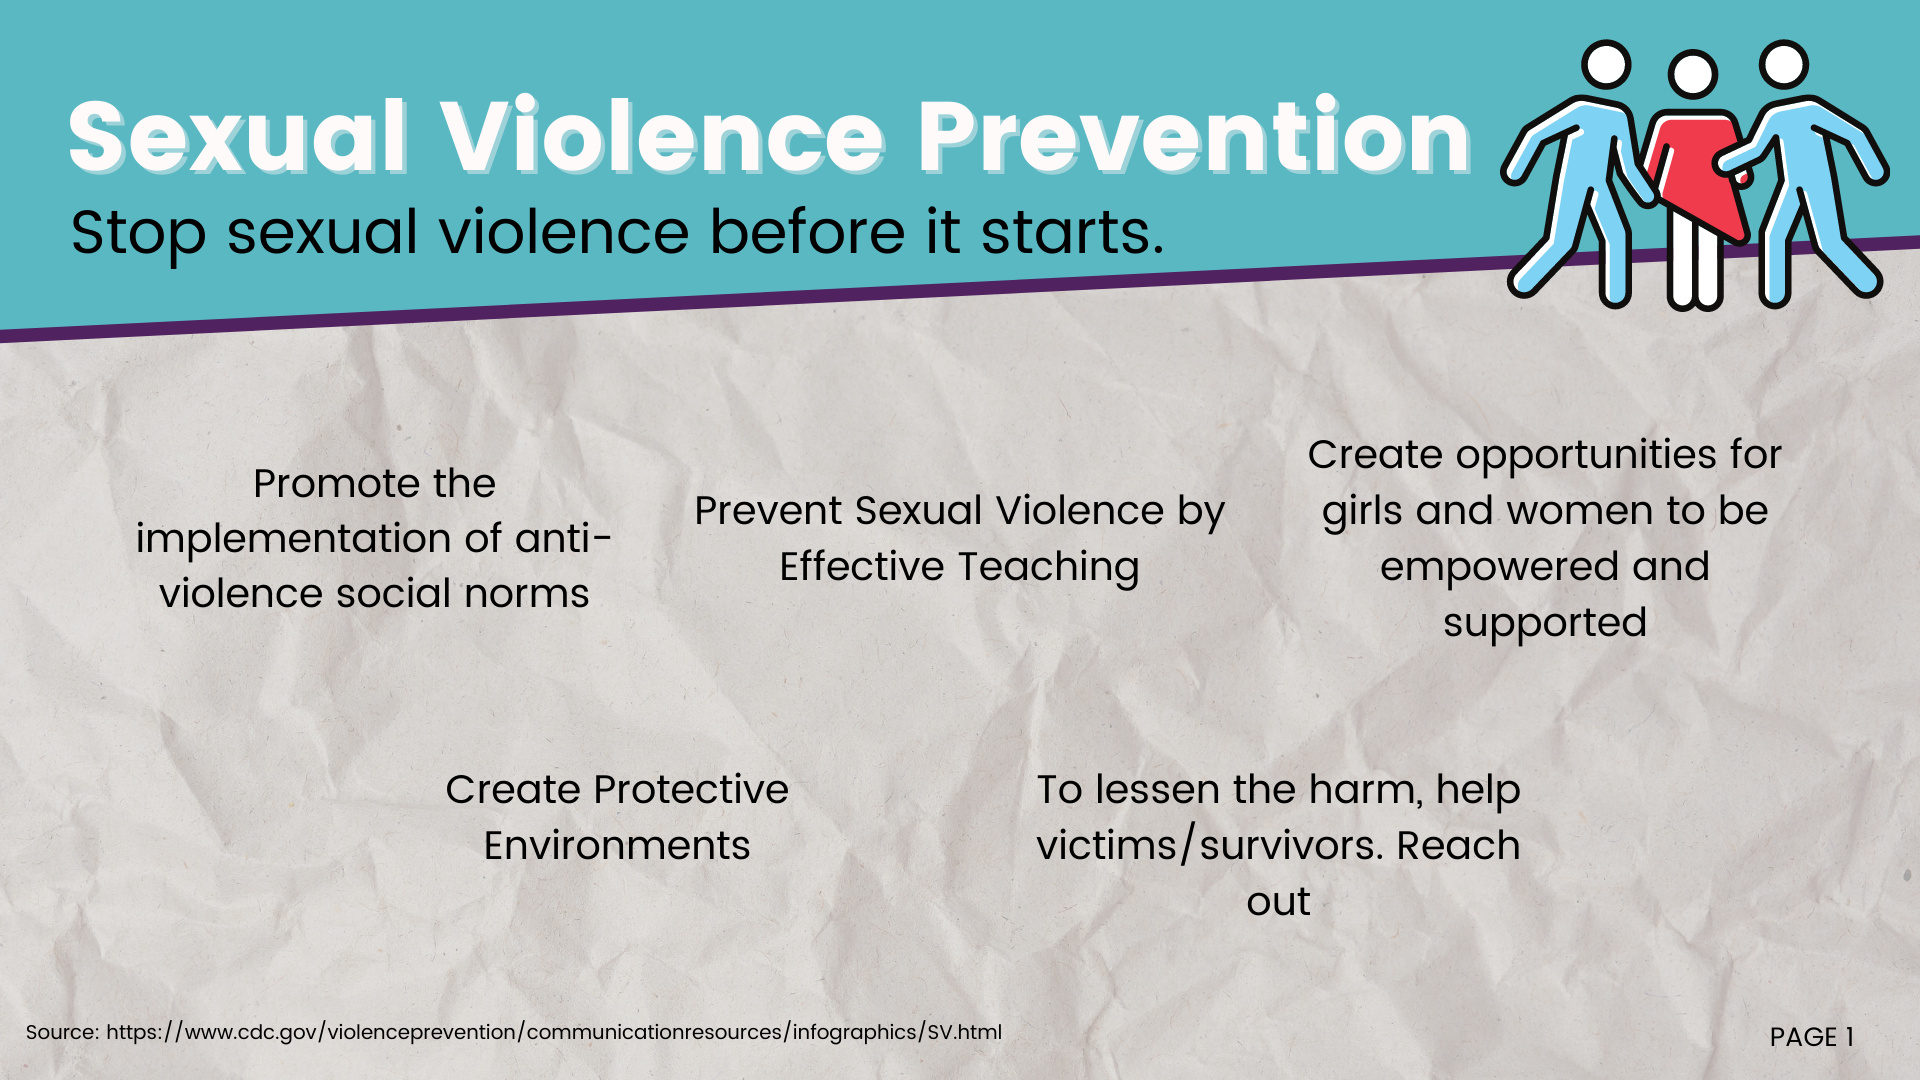 Sexual Violence Prevention
Stop sexual violence before it starts.
Promote the
implementation of anti-
violence social norms
Prevent Sexual Violence by
Effective Teaching
Create opportunities for
girls and women to be
empowered and
supported
Create Protective
Environments
To lessen the harm, help
victims/survivors. Reach
out
Source: https://www.cdc.gov/violenceprevention/communicationresources/infographics/SV.html
PAGE 1